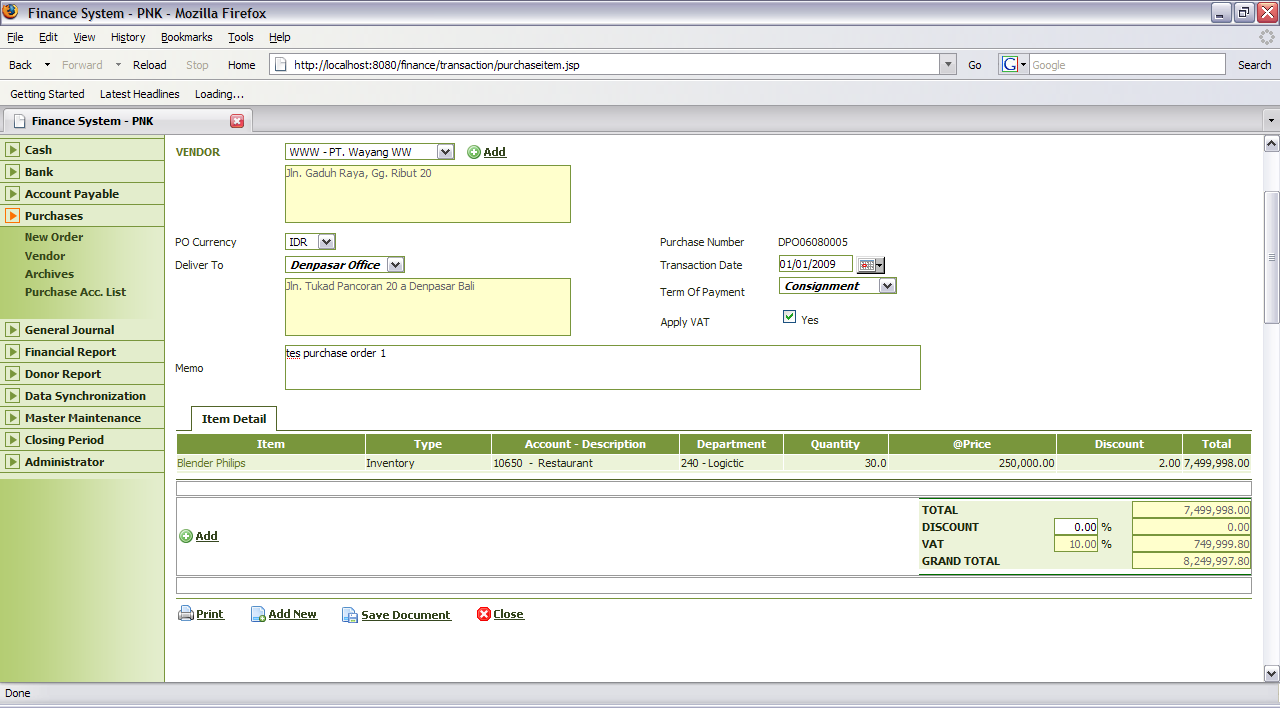 Finance System - PNK - Mozilla Firefox
File Edit View History Bookmarks Tools Help
Back Forward Reload Stop Home http://localhost:8080/finance/transaction/purchaseitem.jsp Go G Google Search
Getting Started Latest Headlines Loading...
Finance System - PNK
Cash
Bank
Account Payable
Purchases
New Order
Vendor
Archives
Purchase Acc. List
General Journal
Financial Report
Donor Report
Data Synchronization
Master Maintenance
Closing Period
Administrator
VENDOR WWW - PT. Wayang WW Add
Jln. Gaduh Raya, Gg. Ribut 20
PO Currency IDR Purchase Number DPO06080005
Deliver To Denpasar Office Transaction Date 01/01/2009
Jln. Tukad Pancoran 20 a Denpasar Bali Term Of Payment Consignment
Apply VAT Yes
Memo tes purchase order 1
Item Detail
Item Type Account - Description Department Quantity @Price Discount Total
Blender Philips Inventory 10650 - Restaurant 240 - Logictic 30.0 250,000.00 2.00 7,499,998.00
TOTAL 7,499,998.00
DISCOUNT 0.00 % 0.00
Add
VAT 10.00 % 749,999.80
GRAND TOTAL 8,249,997.80
Print Add New Save Document Close
Done